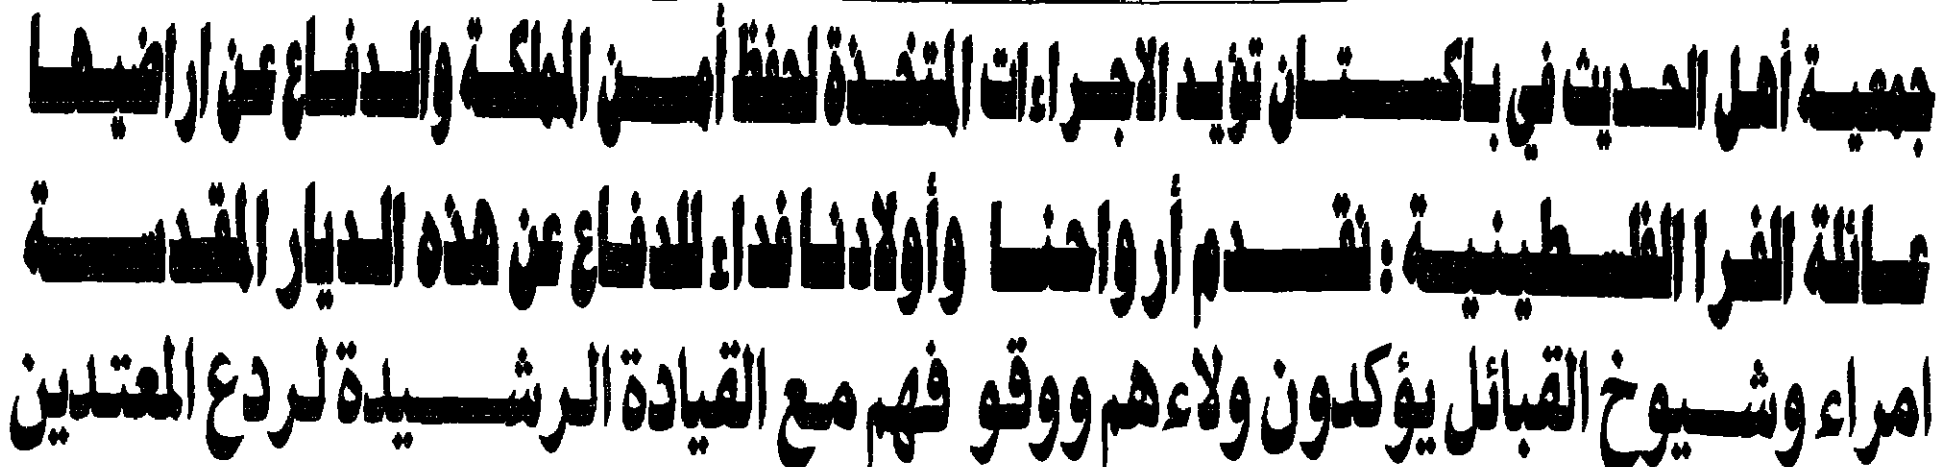 جمعية أهل الحديث في باكستان تؤيد الاجراءات المتخذة لحفظ أمن المملكة والدفاع عن اراضيها
عائلة الفرا الفلسطينية : نقدم أرواحنا وأولادنا فداء للدفاع عن هذه الديار المقدسة
امراء وشيوخ القبائل يؤكدون ولاءهم ووقوفهم مع القيادة الرشيدة لردع المعتدين